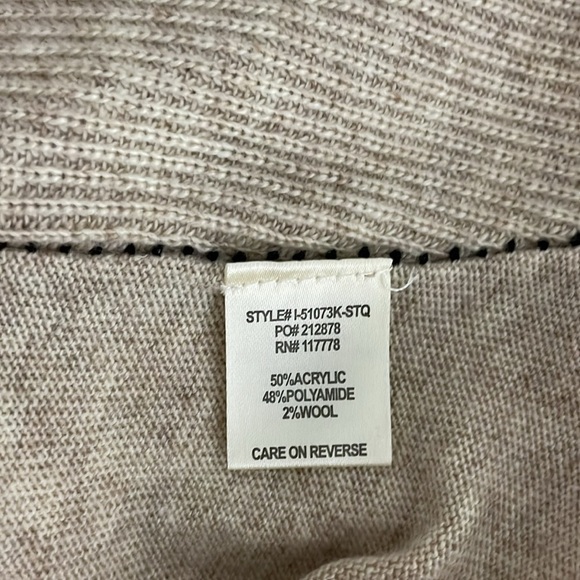 STYLE# I-51073K-STQ
PO# 212878
RN# 117778
50%ACRYLIC
48%POLYAMIDE
2%WOOL
CARE ON REVERSE